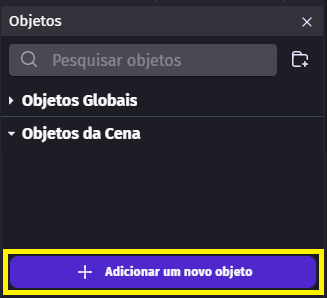 Objetos
Pesquisar objetos
Objetos Globais
Objetos da Cena
Adicionar um novo objeto